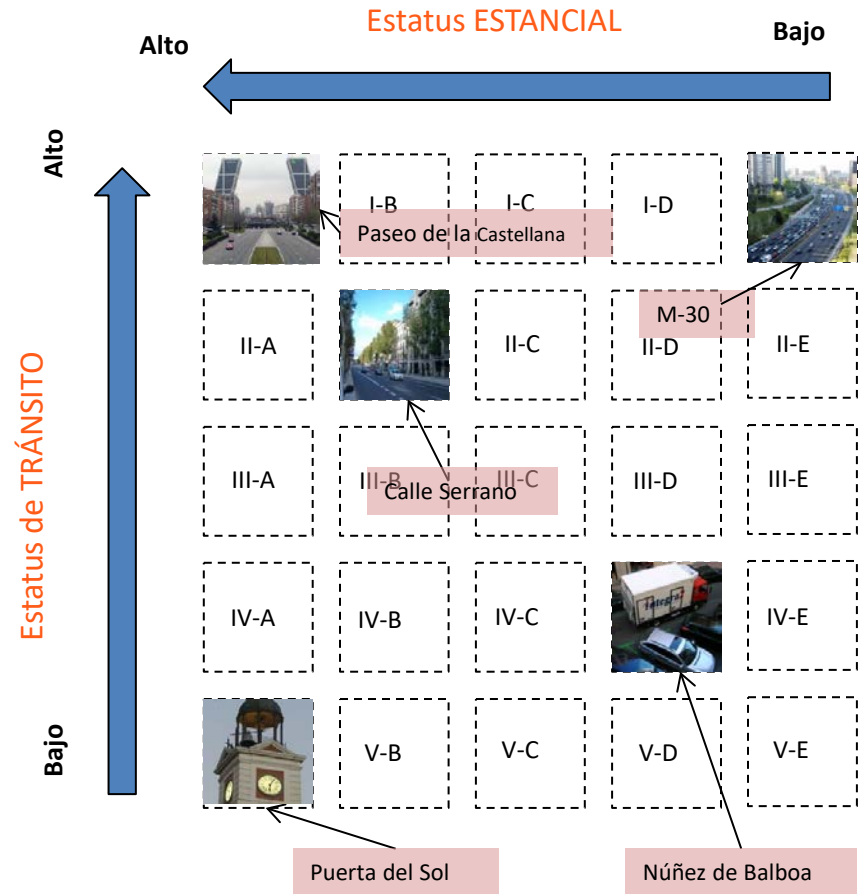 Estatus ESTANCIAL
Alto
Bajo
Alto
I-B
I-C
I-D
Paseo de la Castellana
M-30
II-A
II-C
II-D
II-E
Estatus de TRÁNSITO
III-A
III-B
III-C
III-D
III-E
Calle Serrano
IV-A
IV-B
IV-C
integra2
IV-E
Bajo
V-B
V-C
V-D
V-E
Puerta del Sol
Núñez de Balboa